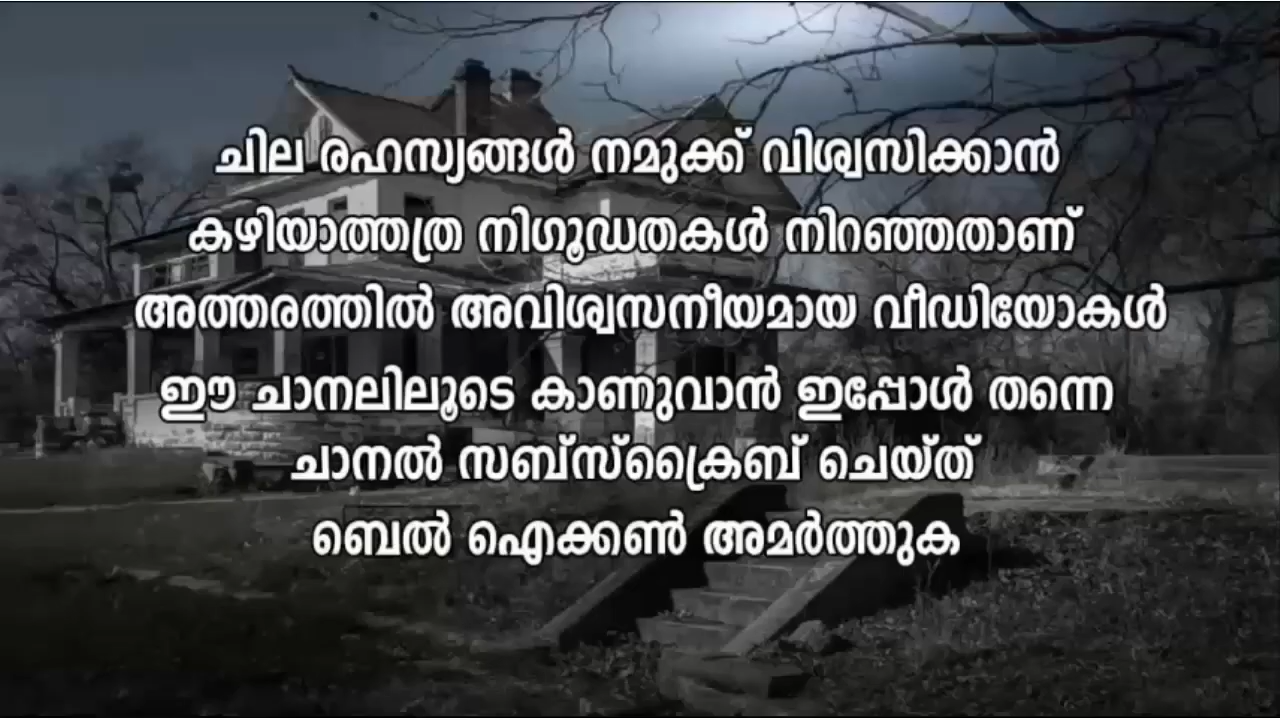 ചില രഹസ്യങ്ങൾ നമുക്ക് വിശ്വസിക്കാൻ
കഴിയാത്തത്ര നിഗൂഡതകൾ നിറഞ്ഞതാണ്
അത്തരത്തിൽ അവിശ്വസനീയമായ വീഡിയോകൾ
ഈ ചാനലിലൂടെ കാണുവാൻ ഇപ്പോൾ തന്നെ
ചാനൽ സബ്സ്ക്രൈബ് ചെയ്ത്
ബെൽ ഐക്കൺ അമർത്തുക